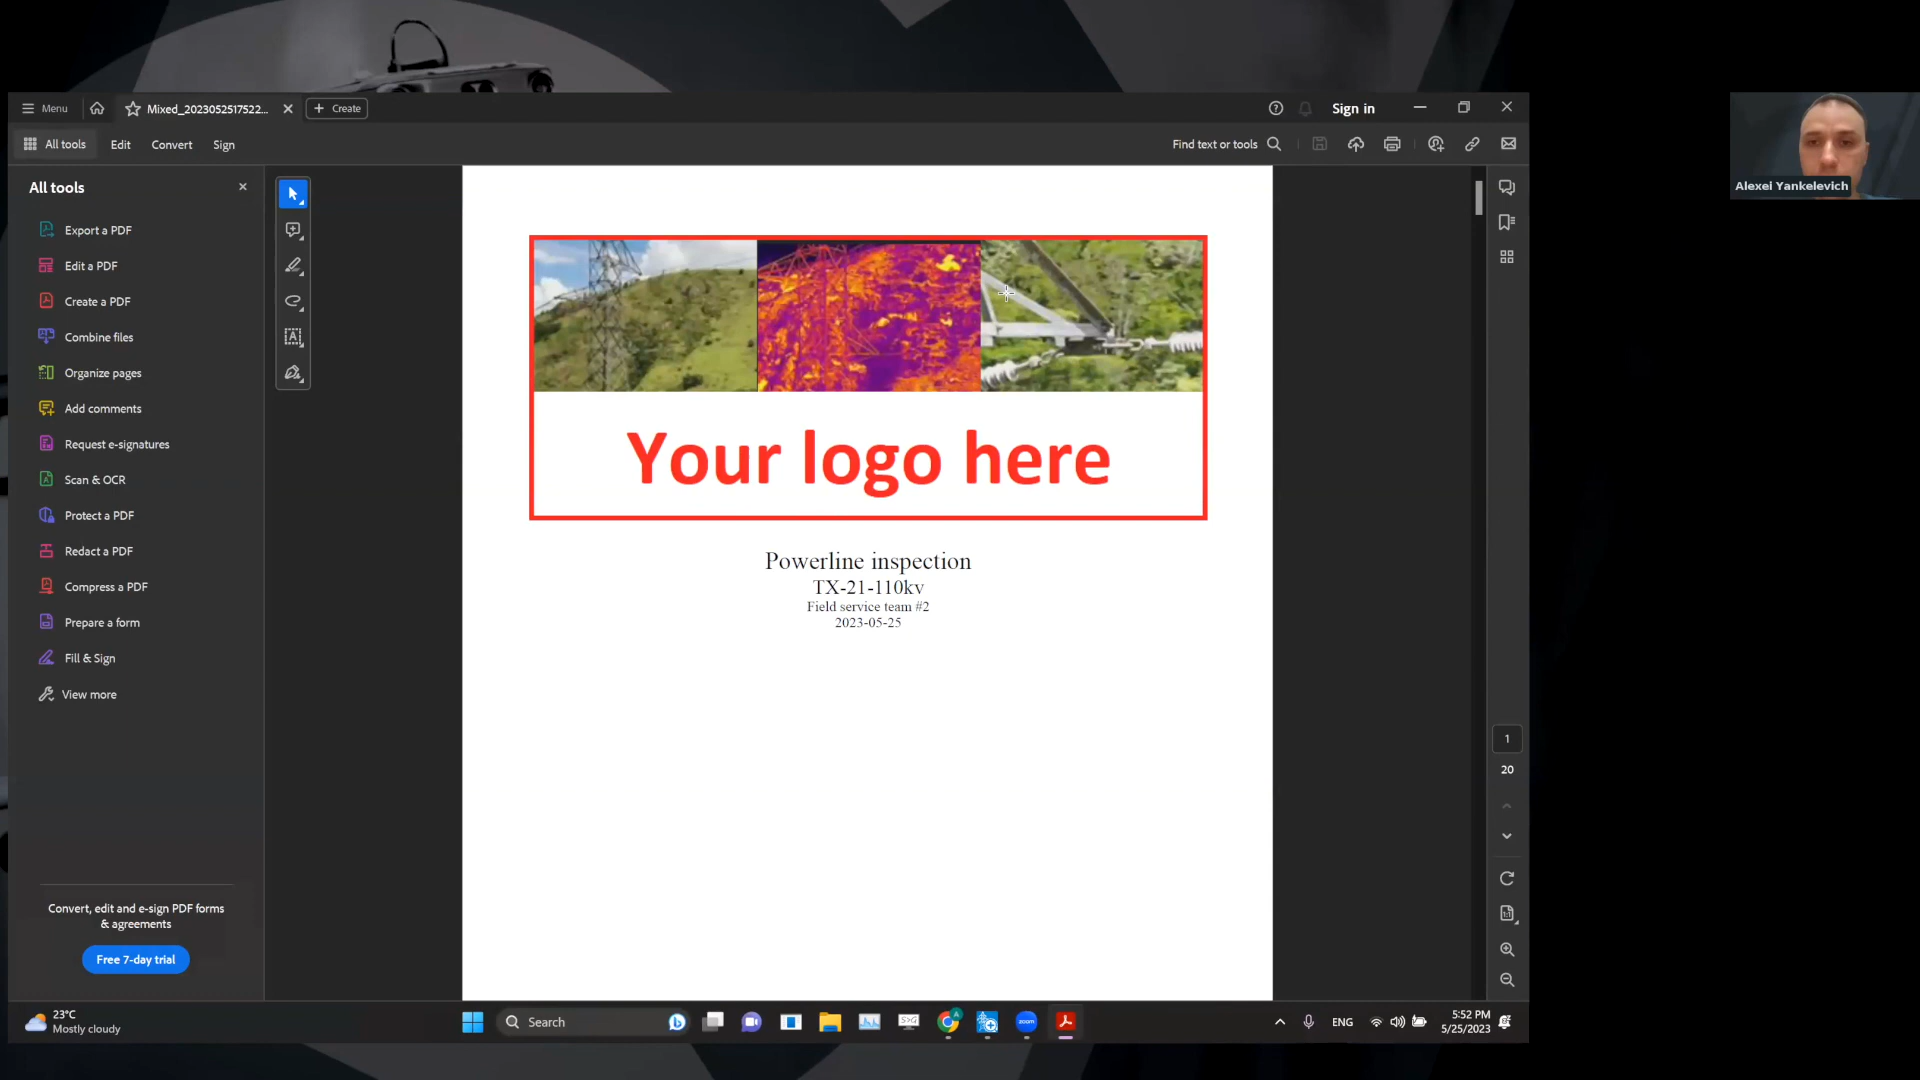 Menu
Mixed_2023052517522...
Create
Sign in
All tools
Edit
Convert
Sign
Find text or tools
All tools
Export a PDF
Edit a PDF
Create a PDF
Combine files
Organize pages
Add comments
Request e-signatures
Scan & OCR
Protect a PDF
Redact a PDF
Compress a PDF
Prepare a form
Fill & Sign
View more
Convert, edit and e-sign PDF forms
& agreements
Free 7-day trial
Your logo here
Powerline inspection
TX-21-110kv
Field service team #2
2023-05-25
1
20
Alexei Yankelevich
23°C
Mostly cloudy
Search
zoom
ENG
5:52 PM
5/25/2023